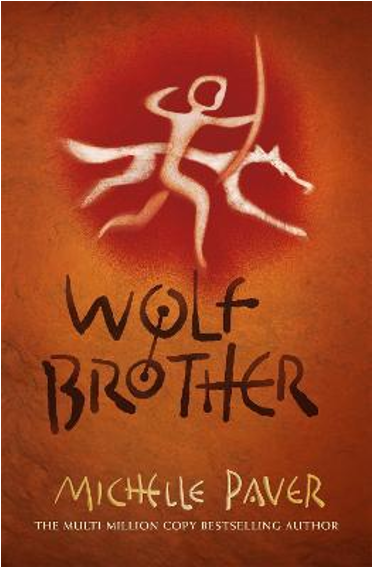 WOLF
BROTHER
MICHELLE PAVER
THE MULTI MILLION COPY BESTSELLING AUTHOR